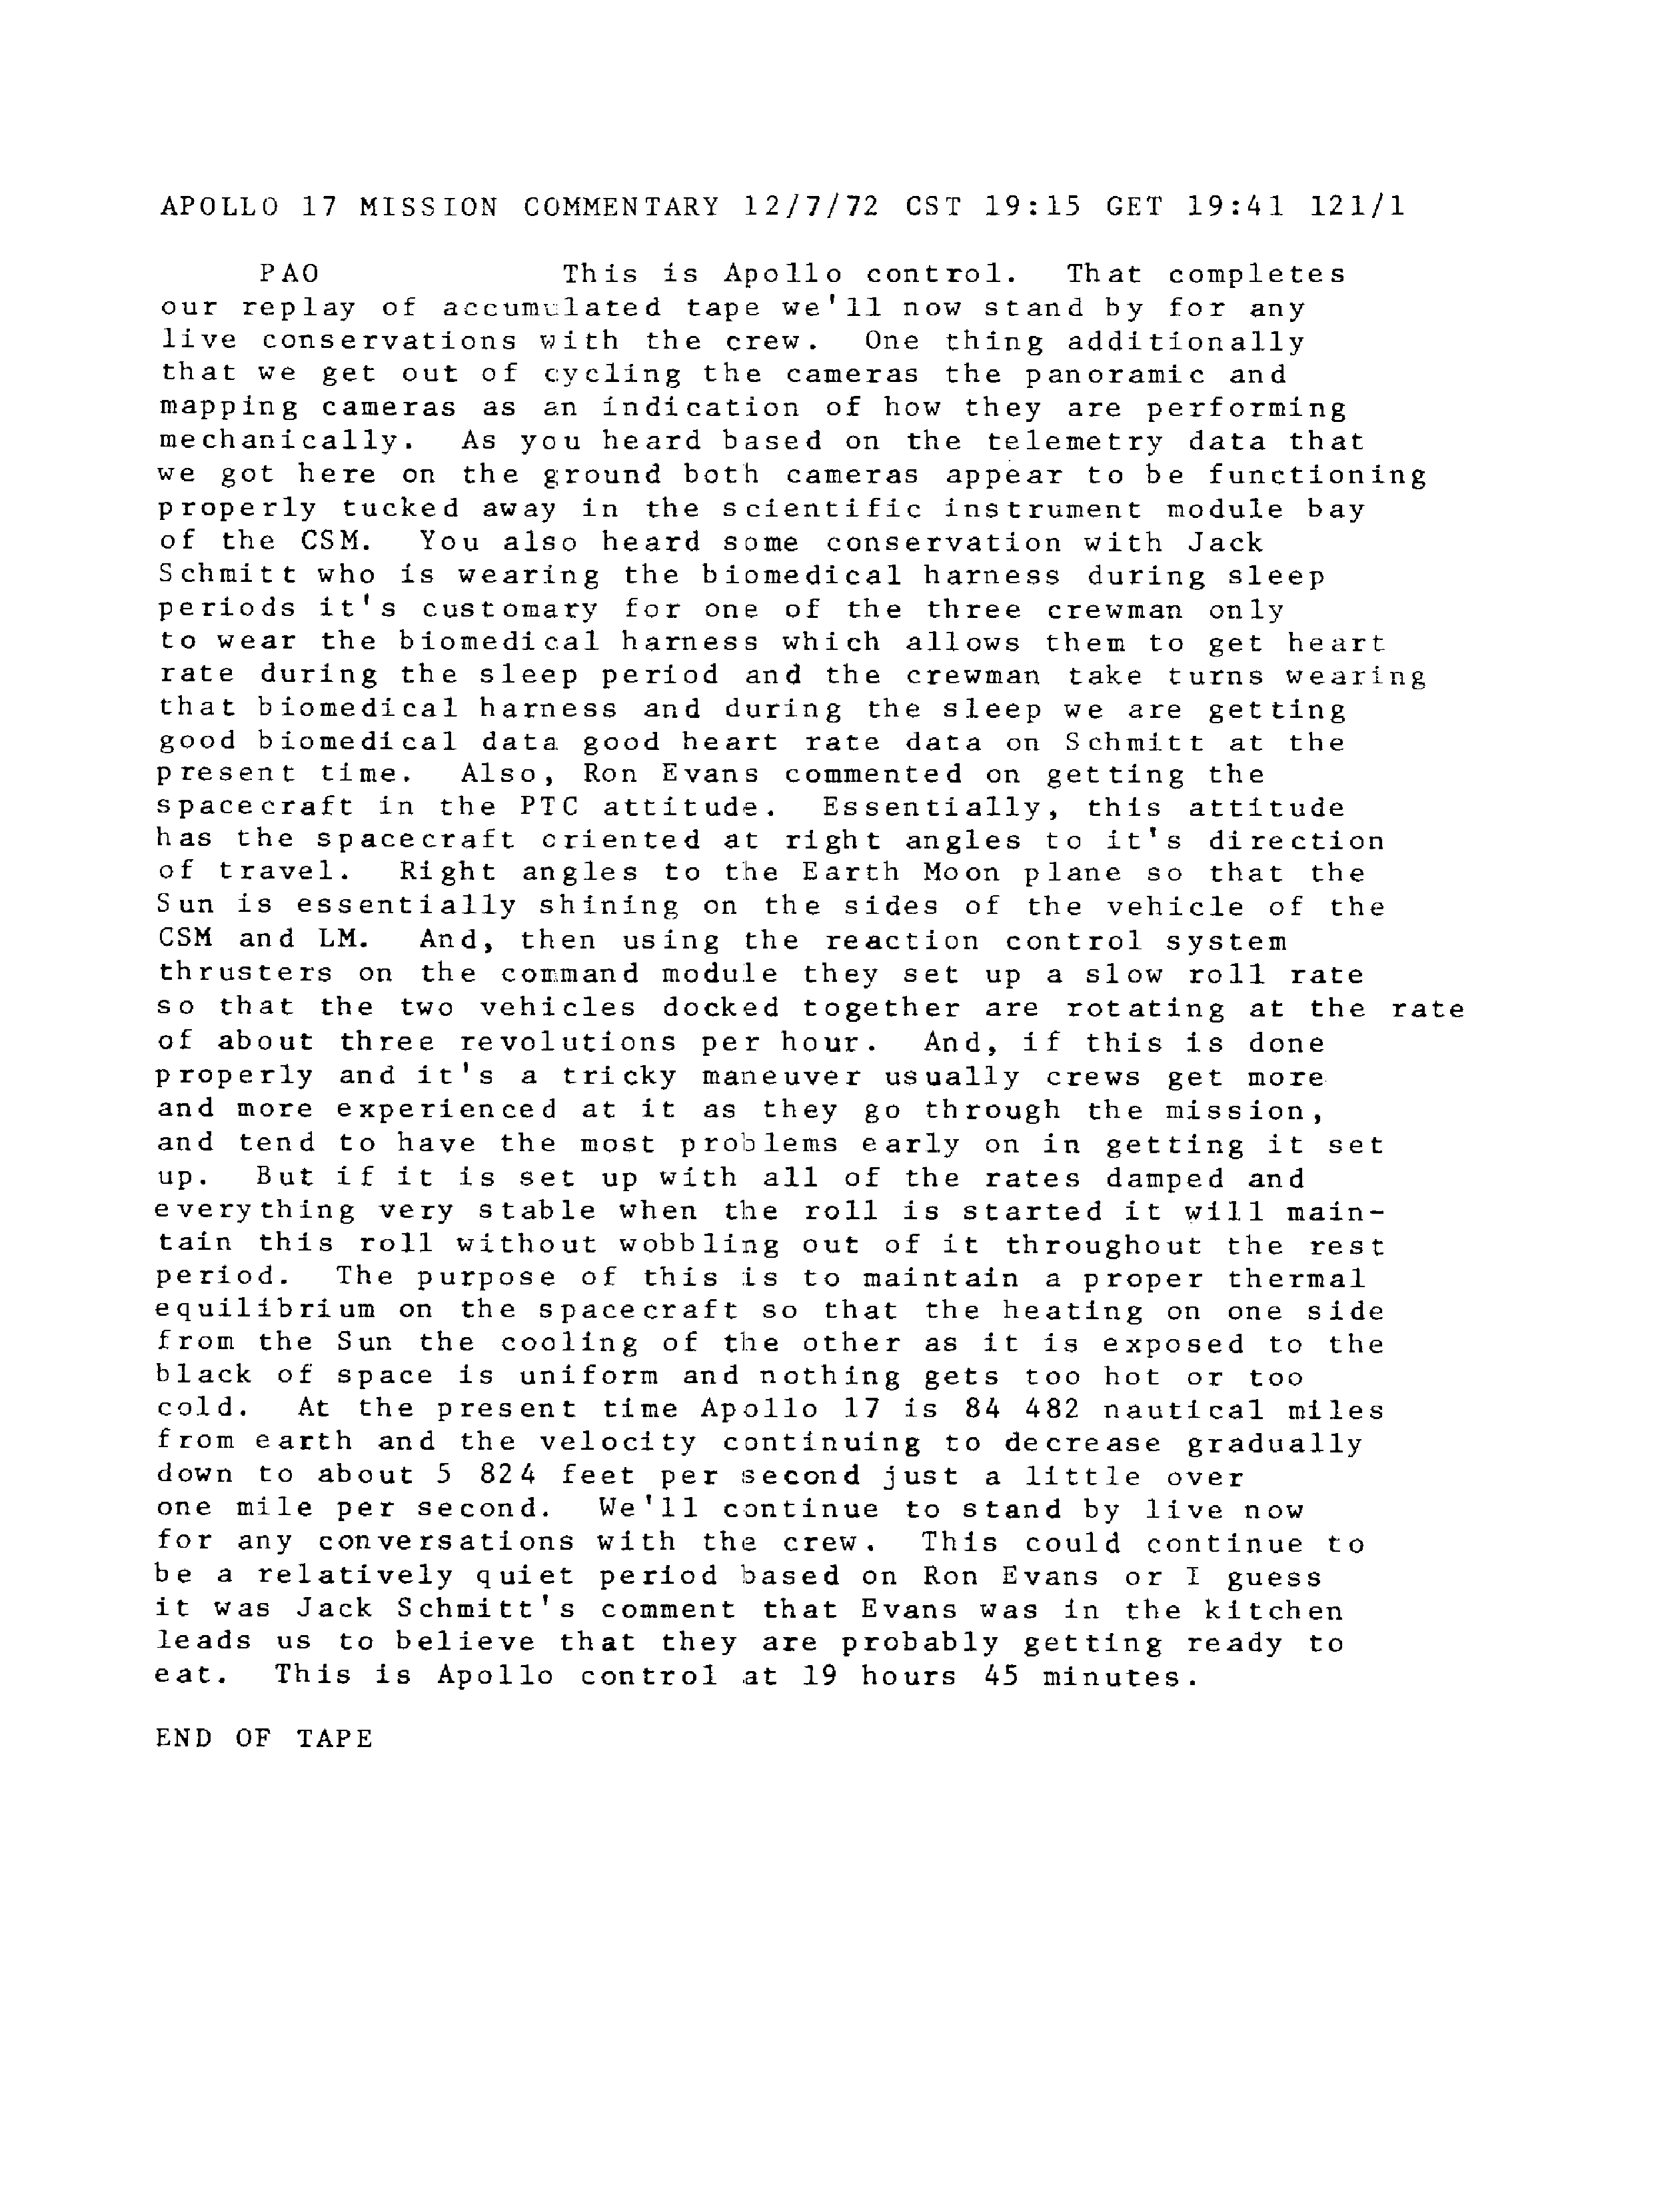 APOLLO 17 MISSION COMMENTARY 12/7/72 CST 19:15 GET 19:41 121/1
PAO This is Apollo control. That completes
our replay of accumulated tape we'll now stand by for any
live conservations with the crew. One thing additionally
that we get out of cycling the cameras the panoramic and
mapping cameras as an indication of how they are performing
mechanically. As you heard based on the telemetry data that
we got here on the ground both cameras appear to be functioning
properly tucked away in the scientific instrument module bay
of the CSM. You also heard some conservation with Jack
Schmitt who is wearing the biomedical harness during sleep
periods it's customary for one of the three crewman only
to wear the biomedical harness which allows them to get heart
rate during the sleep period and the crewman take turns wearing
that biomedical harness and during the sleep we are getting
good biomedical data good heart rate data on Schmitt at the
present time. Also, Ron Evans commented on getting the
spacecraft in the PTC attitude. Essentially, this attitude
has the spacecraft oriented at right angles to it's direction
of travel. Right angles to the Earth Moon plane so that the
Sun is essentially shining on the sides of the vehicle of the
CSM and LM. And, then using the reaction control system
thrusters on the command module they set up a slow roll rate
so that the two vehicles docked together are rotating at the rate
of about three revolutions per hour. And, if this is done
properly and it's a tricky maneuver usually crews get more
and more experienced at it as they go through the mission,
and tend to have the most problems early on in getting it set
up. But if it is set up with all of the rates damped and
everything very stable when the roll is started it will main-
tain this roll without wobbling out of it throughout the rest
period. The purpose of this is to maintain a proper thermal
equilibrium on the spacecraft so that the heating on one side
from the Sun the cooling of the other as it is exposed to the
black of space is uniform and nothing gets too hot or too
cold. At the present time Apollo 17 is 84 482 nautical miles
from earth and the velocity continuing to decrease gradually
down to about 5 824 feet per second just a little over
one mile per second. We'll continue to stand by live now
for any conversations with the crew. This could continue to
be a relatively quiet period based on Ron Evans or I guess
it was Jack Schmitt's comment that Evans was in the kitchen
leads us to believe that they are probably getting ready to
eat. This is Apollo control at 19 hours 45 minutes.
END OF TAPE